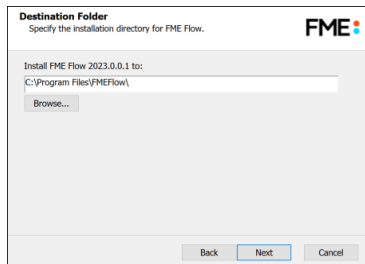 Destination Folder
Specify the installation directory for FME Flow.
FME
Install FME Flow 2023.0.0.1 to:
C:\Program Files\FMEFlow\
Browse...
Back Next Cancel